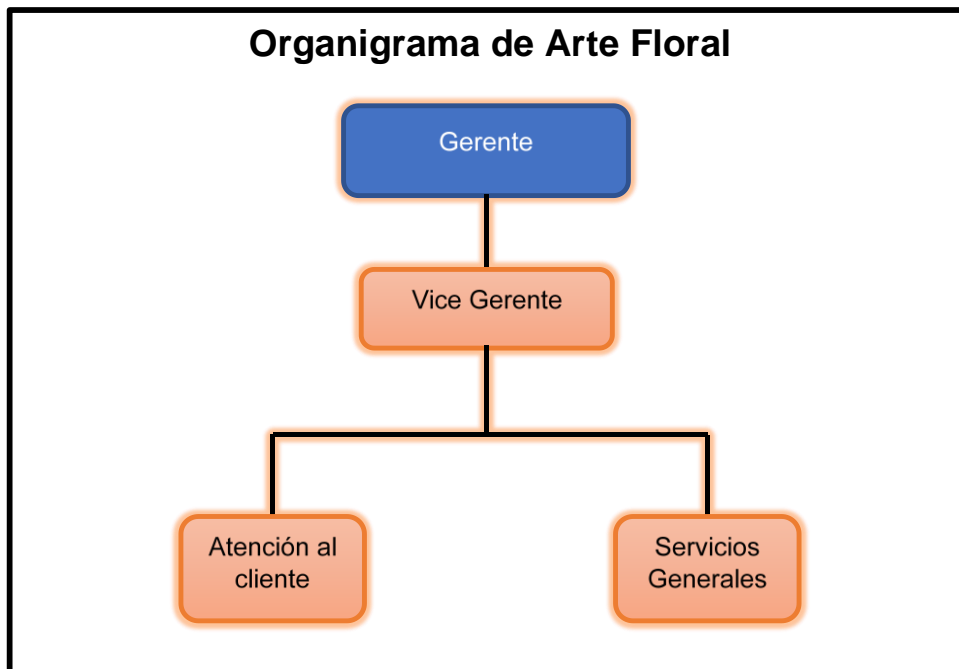 Organigrama de Arte Floral
Gerente
Vice Gerente
Atención al
cliente
Servicios
Generales